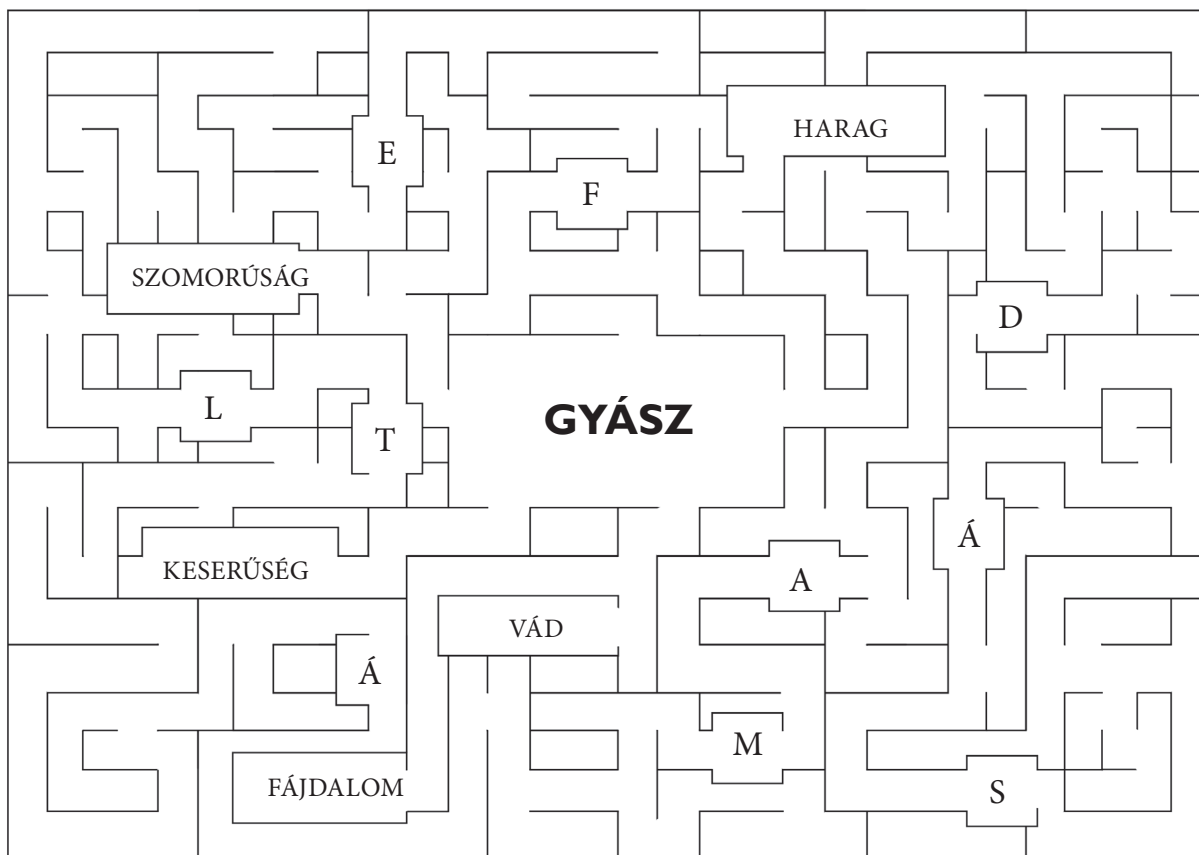 HARAG
E
F
SZOMORÚSÁG
D
L
GYÁSZ
T
Á
KESERŰSÉG
A
VÁD
Á
M
FÁJDALOM
S